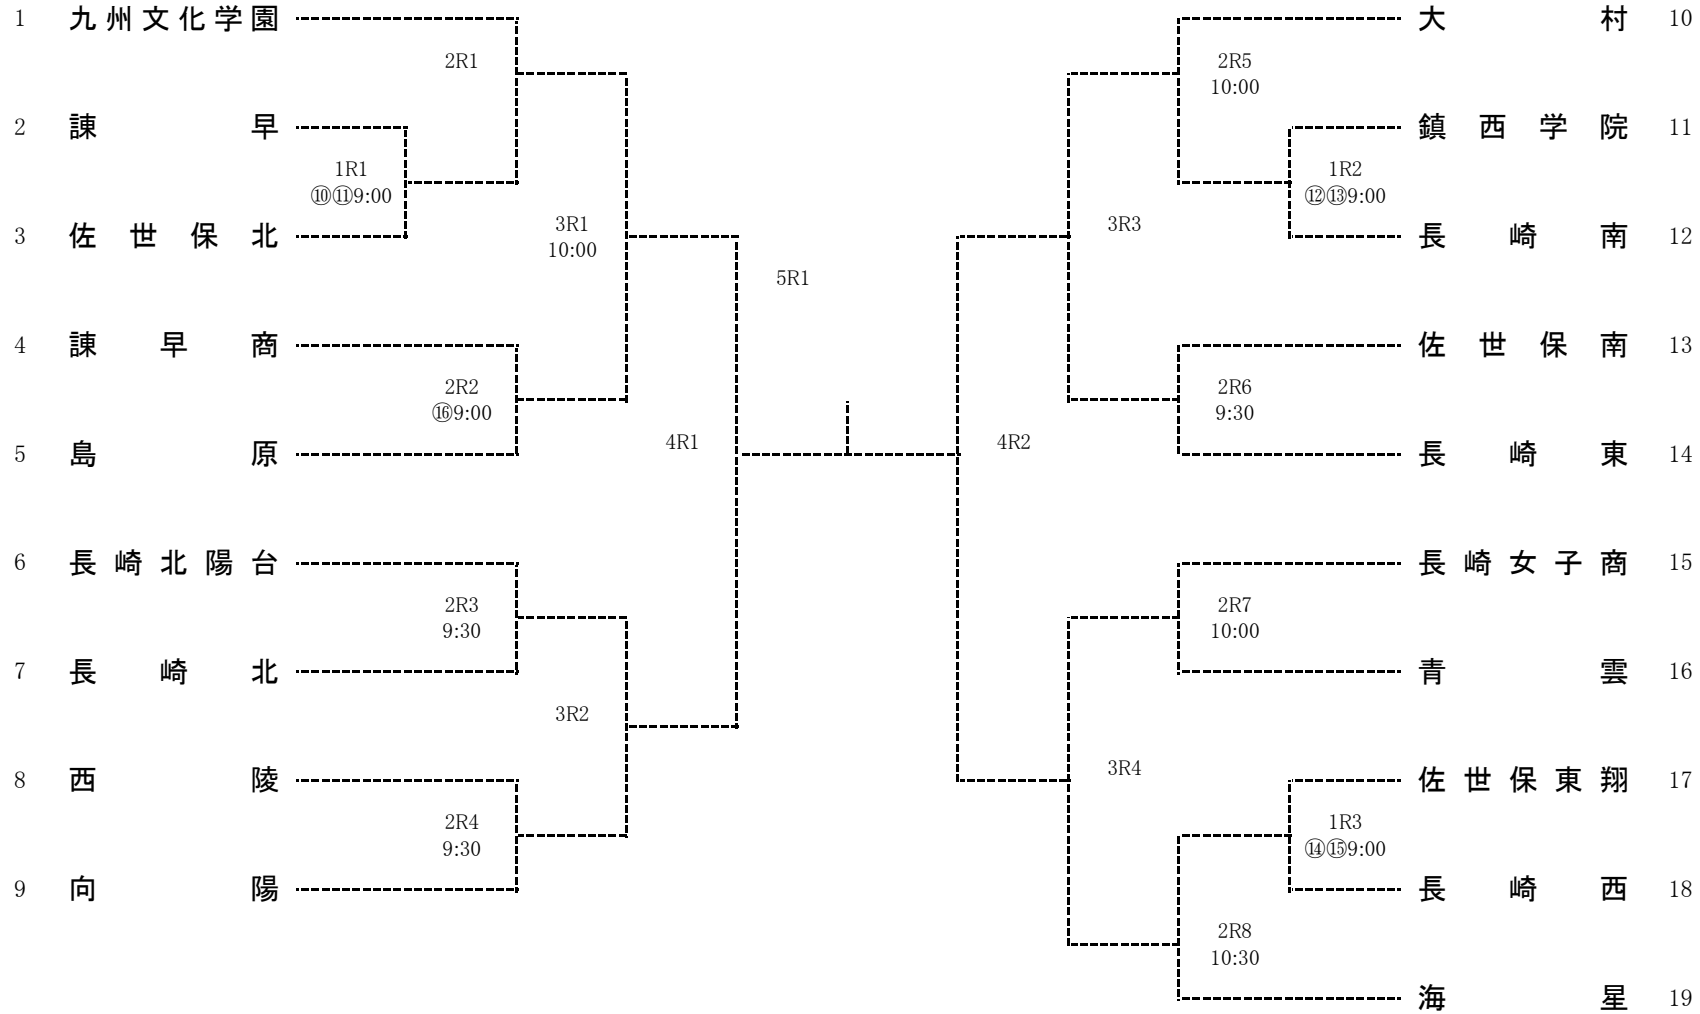 1 九州文化学園
2R1
2 諫早
1R1
⑩⑪9:00
3 佐世保北
3R1
10:00
4 諫早商
2R2
⑯9:00
5 島原
4R1
6 長崎北陽台
2R3
9:30
7 長崎北
3R2
8 西陵
2R4
9:30
9 向陽
5R1
大村 10
2R5
10:00
鎮西学院 11
1R2
⑫⑬9:00
長崎南 12
3R3
佐世保南 13
2R6
9:30
長崎東 14
4R2
長崎女子商 15
2R7
10:00
青雲 16
3R4
佐世保東翔 17
1R3
⑭⑮9:00
長崎西 18
2R8
10:30
海星 19